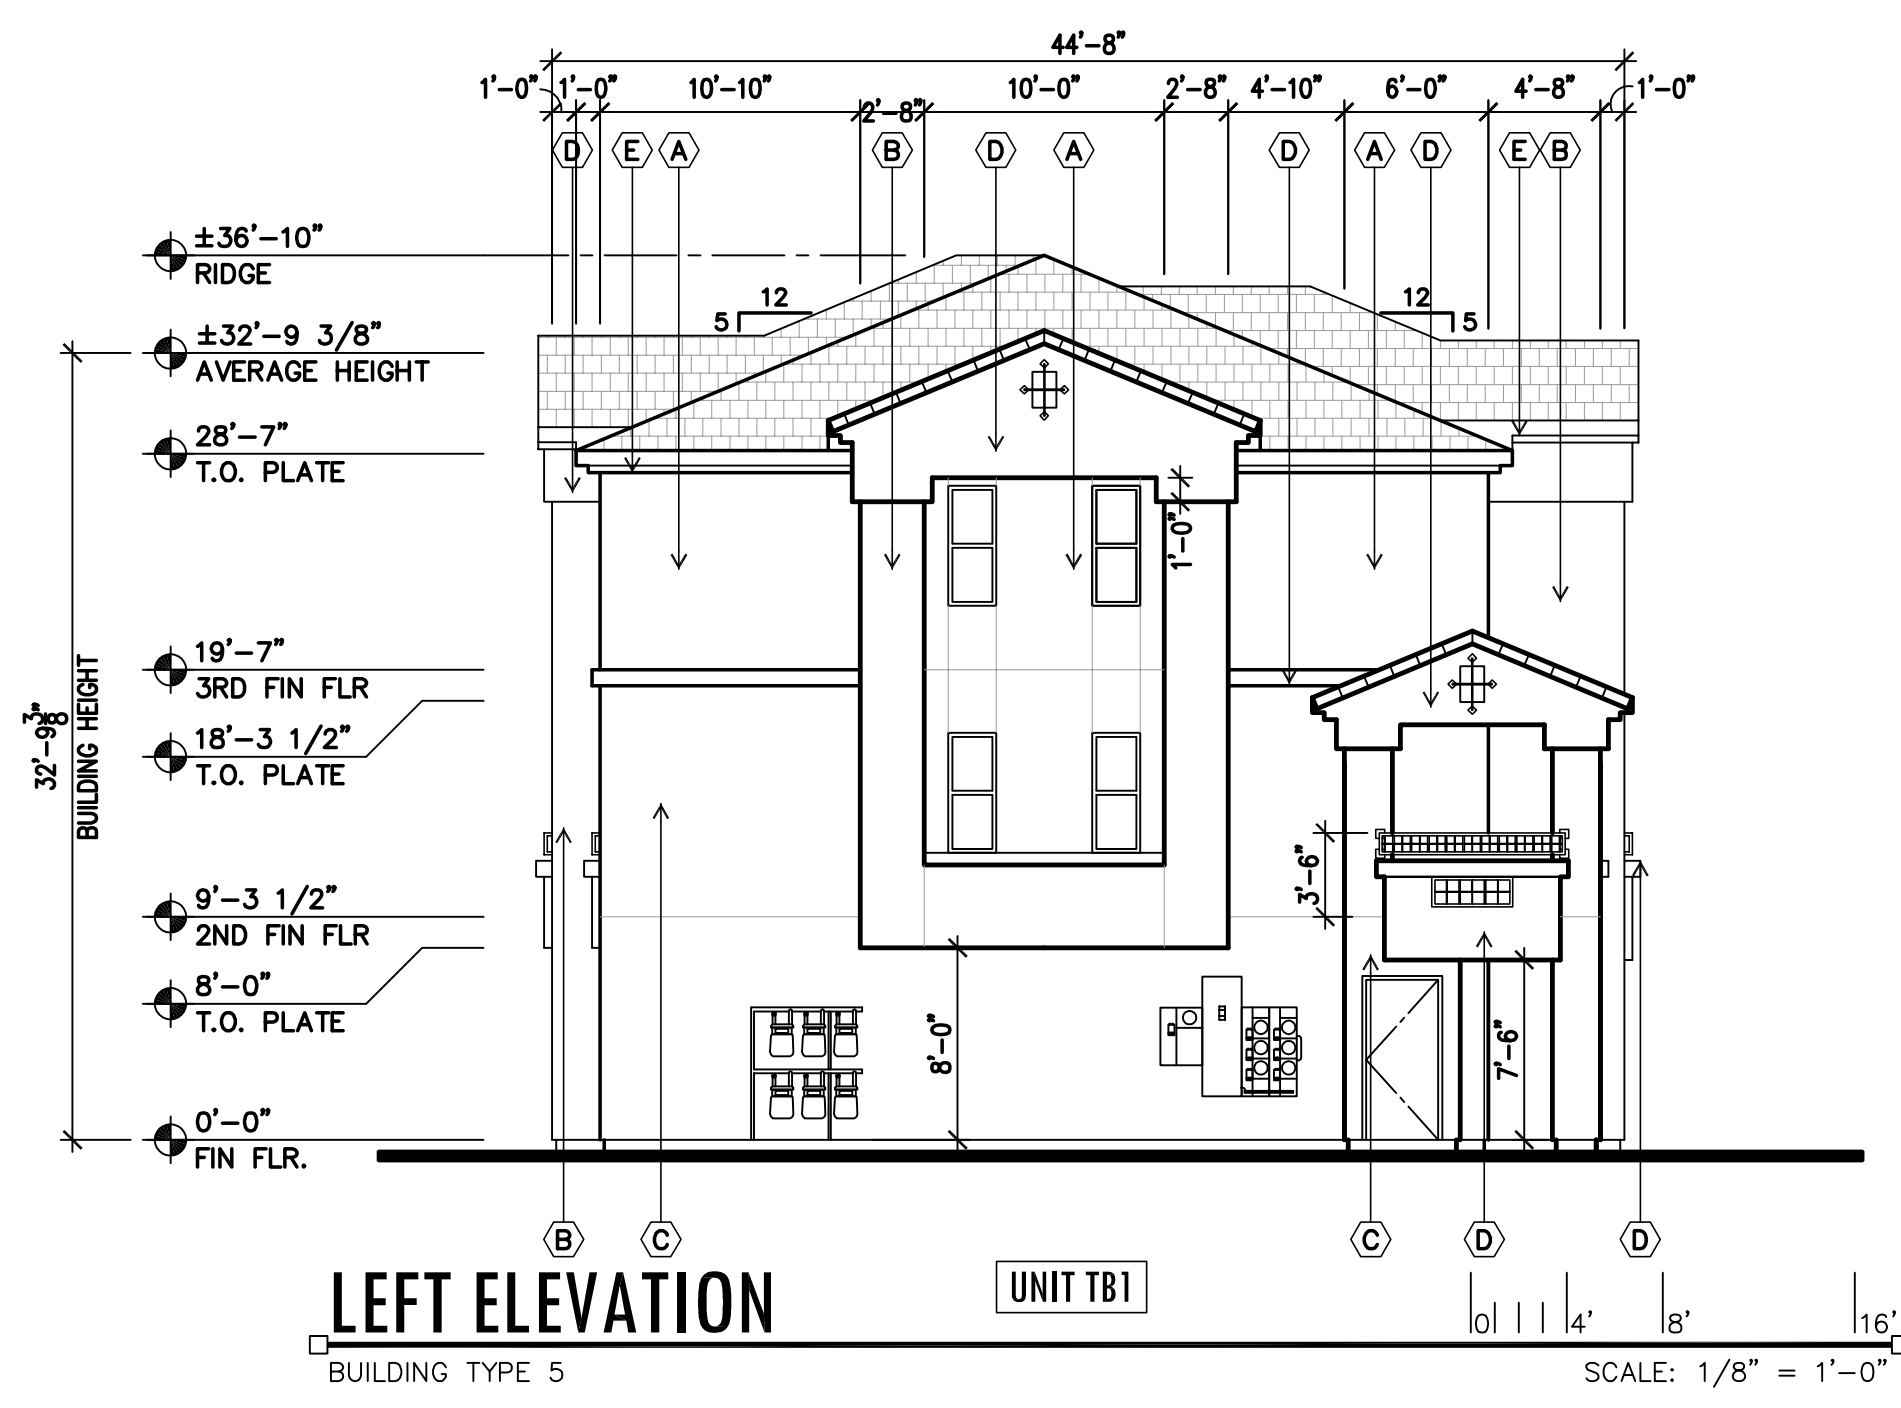 44'-8"
1'-0" 1'-0" 10'-10" 2'-8" 10'-0" 2'-8" 4'-10" 6'-0" 4'-8" 1'-0"
D E A B D A D A D E B
±36'-10"
RIDGE
12
5
12
5
±32'-9 3/8"
AVERAGE HEIGHT
28'-7"
T.O. PLATE
1'-0"
19'-7"
3RD FIN FLR
18'-3 1/2"
T.O. PLATE
32'-9 3/8"
BUILDING HEIGHT
3'-6"
9'-3 1/2"
2ND FIN FLR
8'-0"
T.O. PLATE
8'-0"
7'-6"
0'-0"
FIN FLR.
B C C D D
LEFT ELEVATION
UNIT TB1
0 4' 8' 16'
BUILDING TYPE 5
SCALE: 1/8" = 1'-0"